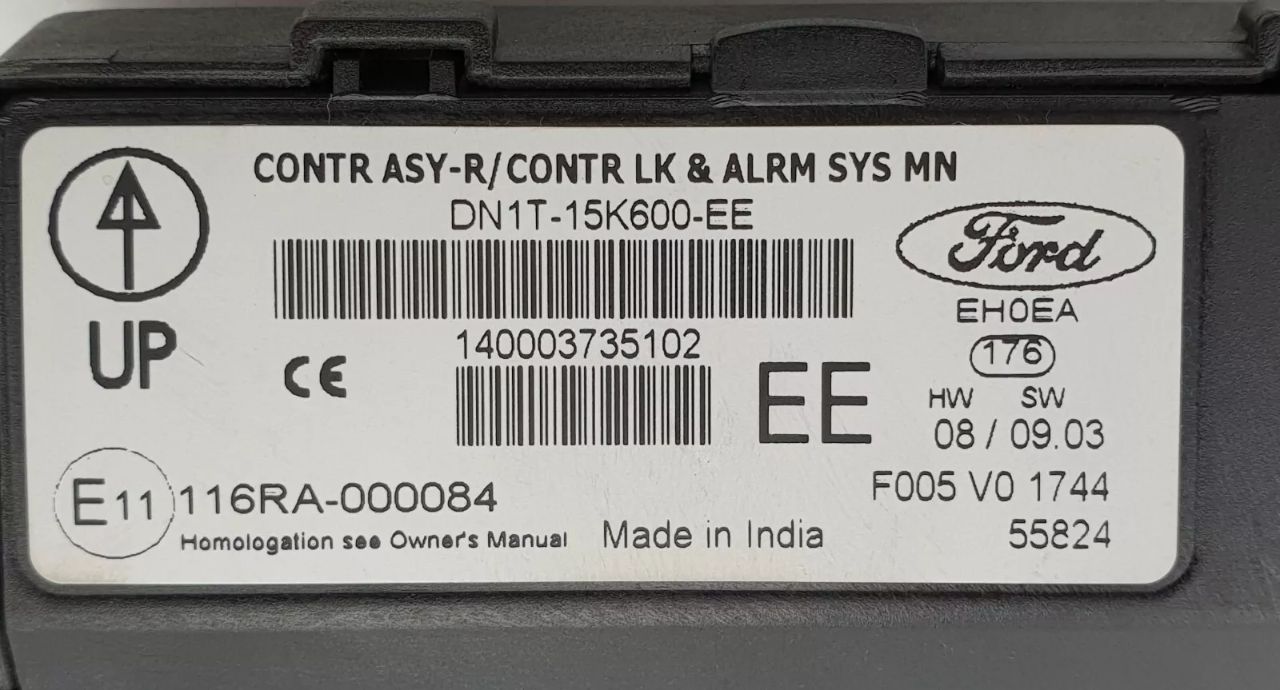 CONTR ASY-R/CONTR LK & ALRM SYS MN
DN1T-15K600-EE
Ford
EH0EA
176
140003735102
UP
CE
EE
HW SW
08 / 09.03
E11 116RA-000084
F005 V0 1744
Homologation see Owner's Manual
Made in India
55824